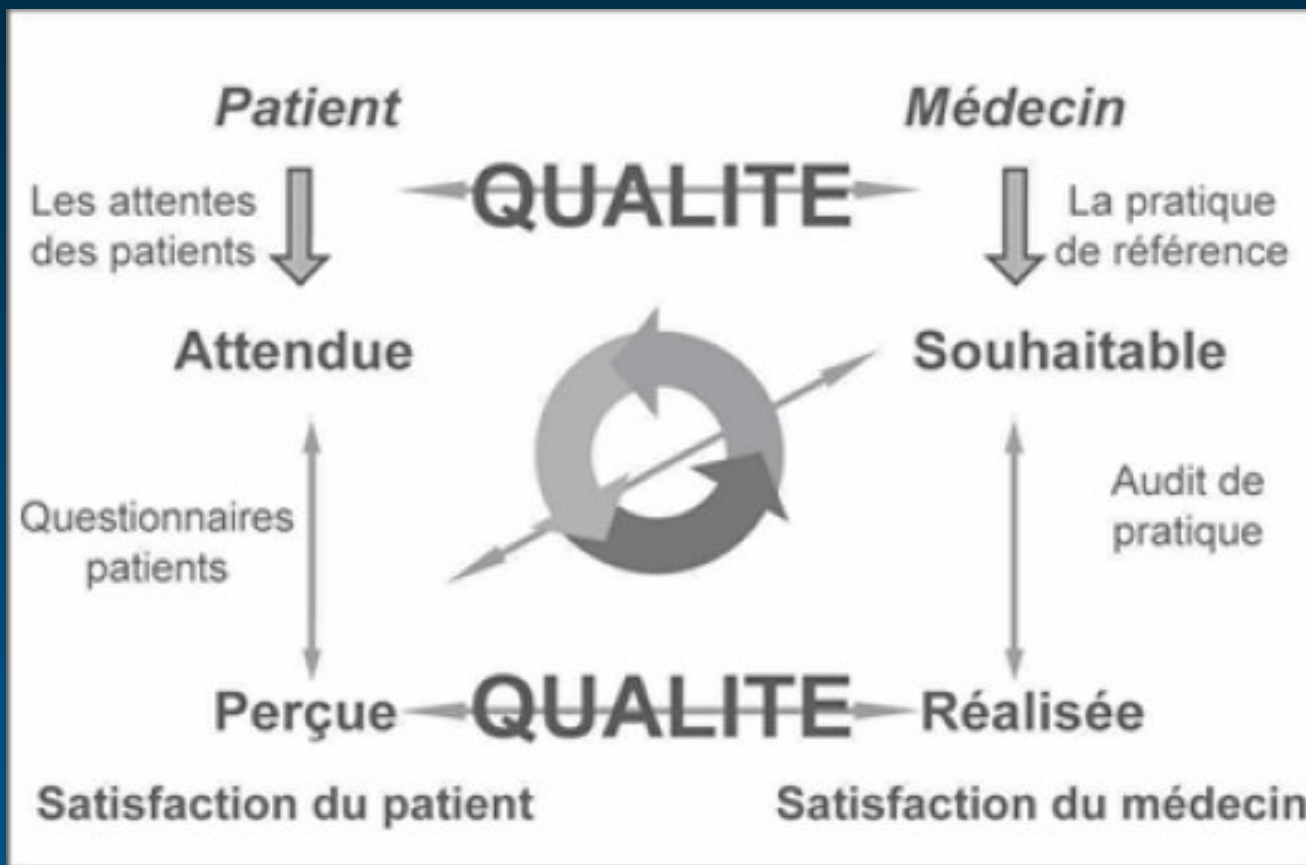 Patient
Médecin
QUALITE
Les attentes
des patients
La pratique
de référence
Attendue
Souhaitable
Questionnaires
patients
Audit de
pratique
Perçue
QUALITE
Réalisée
Satisfaction du patient
Satisfaction du médecin